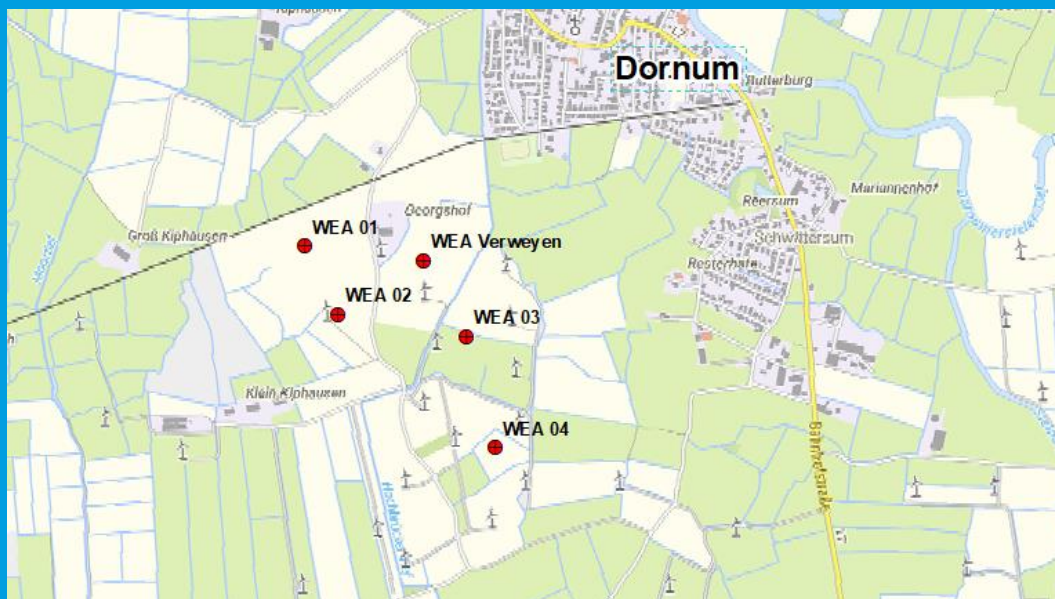 Dornum
Butterburg
Mariannenhof
Reersum
Schwittersum
Resterhafe
Georgshof
WEA 01
WEA Verweyen
Groß Kiphausen
WEA 02
WEA 03
Klein Kiphausen
WEA 04
Bahnhofstraße